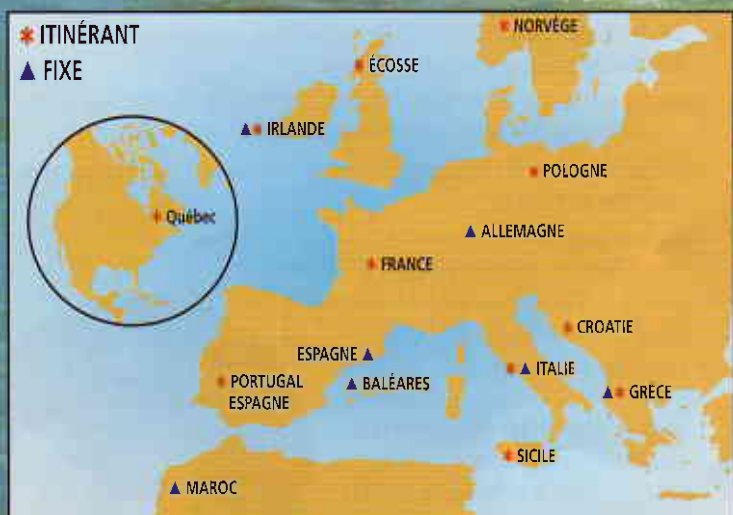 ITINÉRANT
FIXE
NORVÈGE
ÉCOSSE
IRLANDE
POLOGNE
Québec
ALLEMAGNE
FRANCE
CROATIE
ESPAGNE
ITALIE
PORTUGAL
ESPAGNE
BALÉARES
GRÈCE
SICILE
MAROC